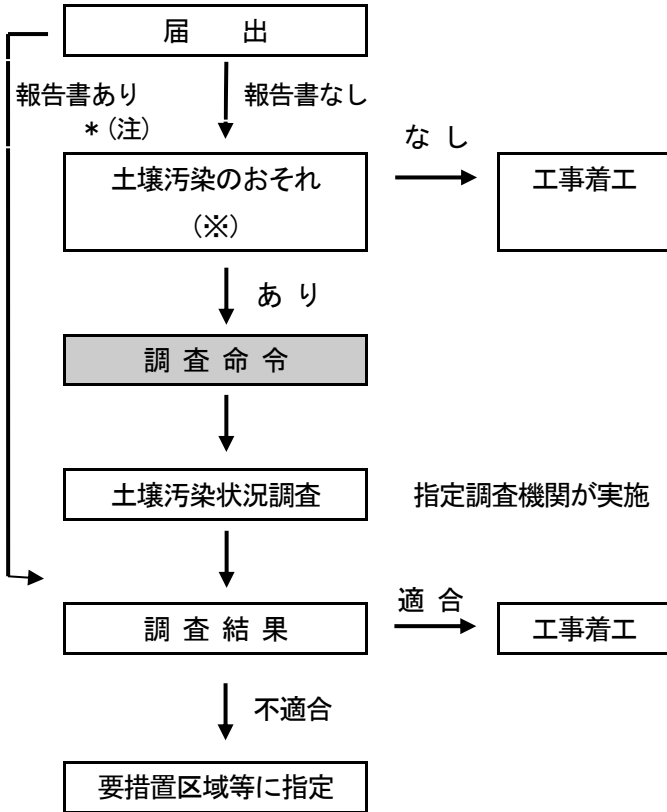 届　　出
報告書あり
＊（注）
報告書なし
土壌汚染のおそれ
（※）
な し
工事着工
あ り
調 査 命 令
土壌汚染状況調査
指定調査機関が実施
調 査 結 果
適 合
工事着工
不適合
要措置区域等に指定